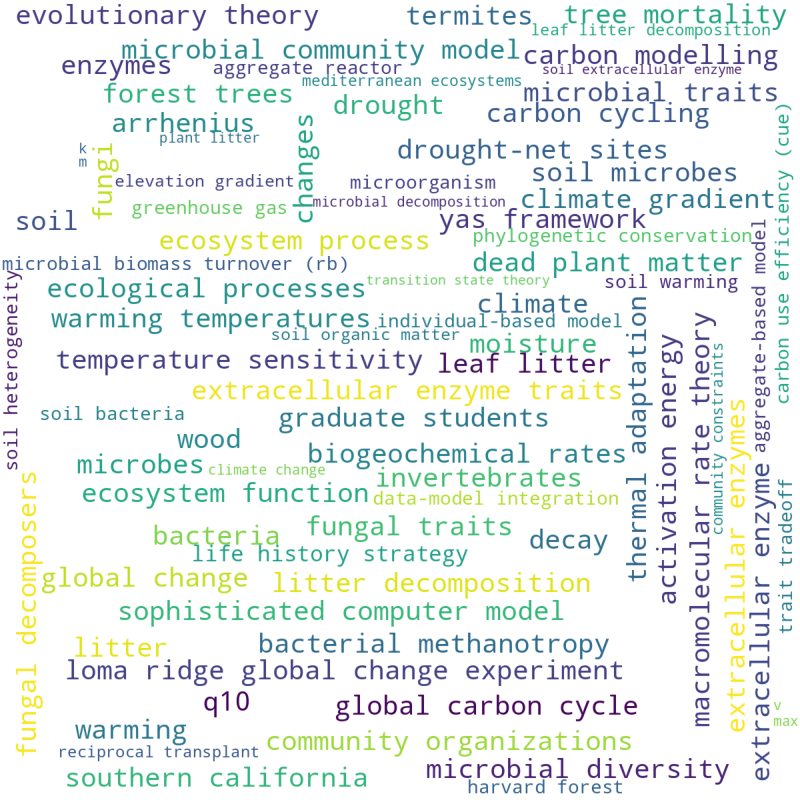 evolutionary theory
termites
tree mortality
leaf litter decomposition
microbial community model
carbon modelling
enzymes
aggregate reactor
soil extracellular enzyme
mediterranean ecosystems
forest trees
drought
microbial traits
carbon cycling
arrhenius
plant litter
changes
k
m
fungi
drought-net sites
soil microbes
elevation gradient
microorganism
climate gradient
microbial decomposition
greenhouse gas
soil
yas framework
carbon use efficiency (cue)
ecosystem process
phylogenetic conservation
microbial biomass turnover (rb)
dead plant matter
transition state theory
soil warming
ecological processes
climate
warming temperatures
individual-based model
soil organic matter
moisture
soil heterogeneity
temperature sensitivity
leaf litter
extracellular enzyme traits
thermal adaptation
activation energy
macromolecular rate theory
community constraints
aggregate-based model
soil bacteria
graduate students
wood
biogeochemical rates
microbes
climate change
invertebrates
ecosystem function
data-model integration
extracellular enzymes
extracellular enzyme
trait tradeoff
bacteria
fungal traits
decay
life history strategy
fungal decomposers
global change
litter decomposition
sophisticated computer model
litter
bacterial methanotropy
loma ridge global change experiment
q10
global carbon cycle
v
max
warming
community organizations
reciprocal transplant
southern california
microbial diversity
harvard forest